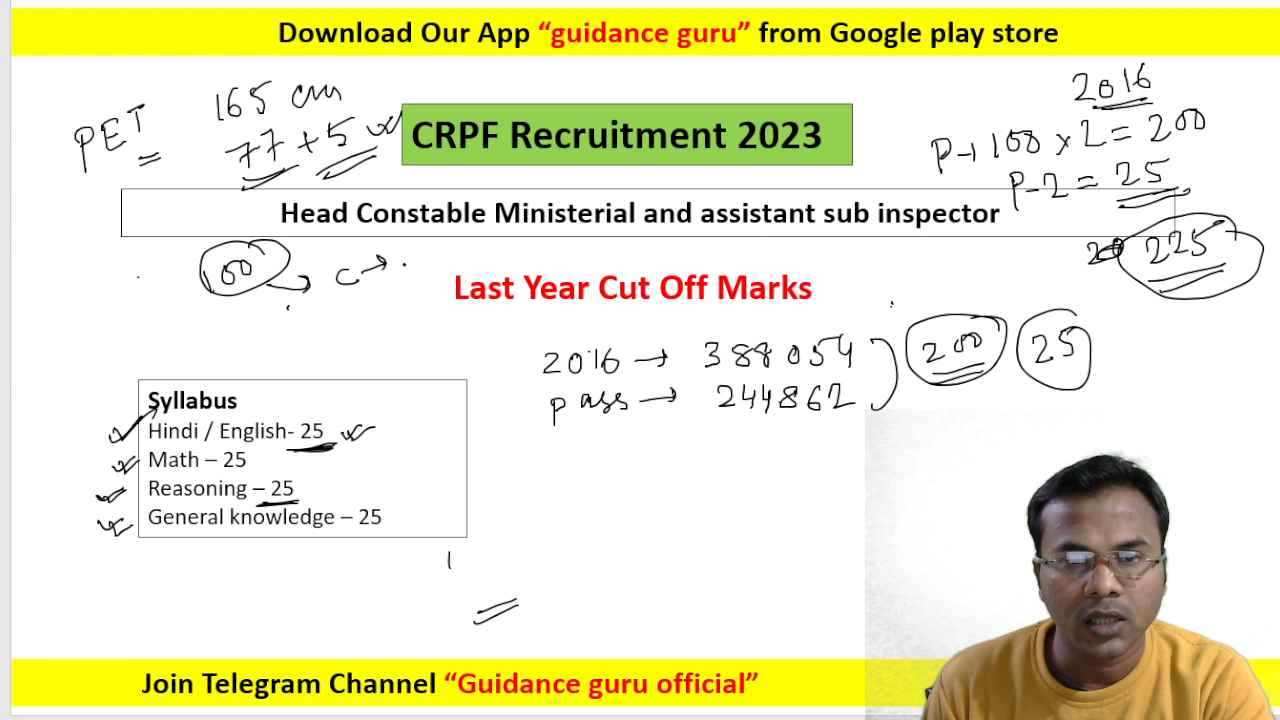 Download Our App “guidance guru” from Google play store
165 cm
PET
77 + 5
CRPF Recruitment 2023
2016
P-1 100 x 2 = 200
P-2 = 25
Head Constable Ministerial and assistant sub inspector
225
100 → C →
Last Year Cut Off Marks
2016 → 388054
pass → 244862
200 25
Syllabus
Hindi / English- 25
Math – 25
Reasoning – 25
General knowledge – 25
Join Telegram Channel “Guidance guru official”